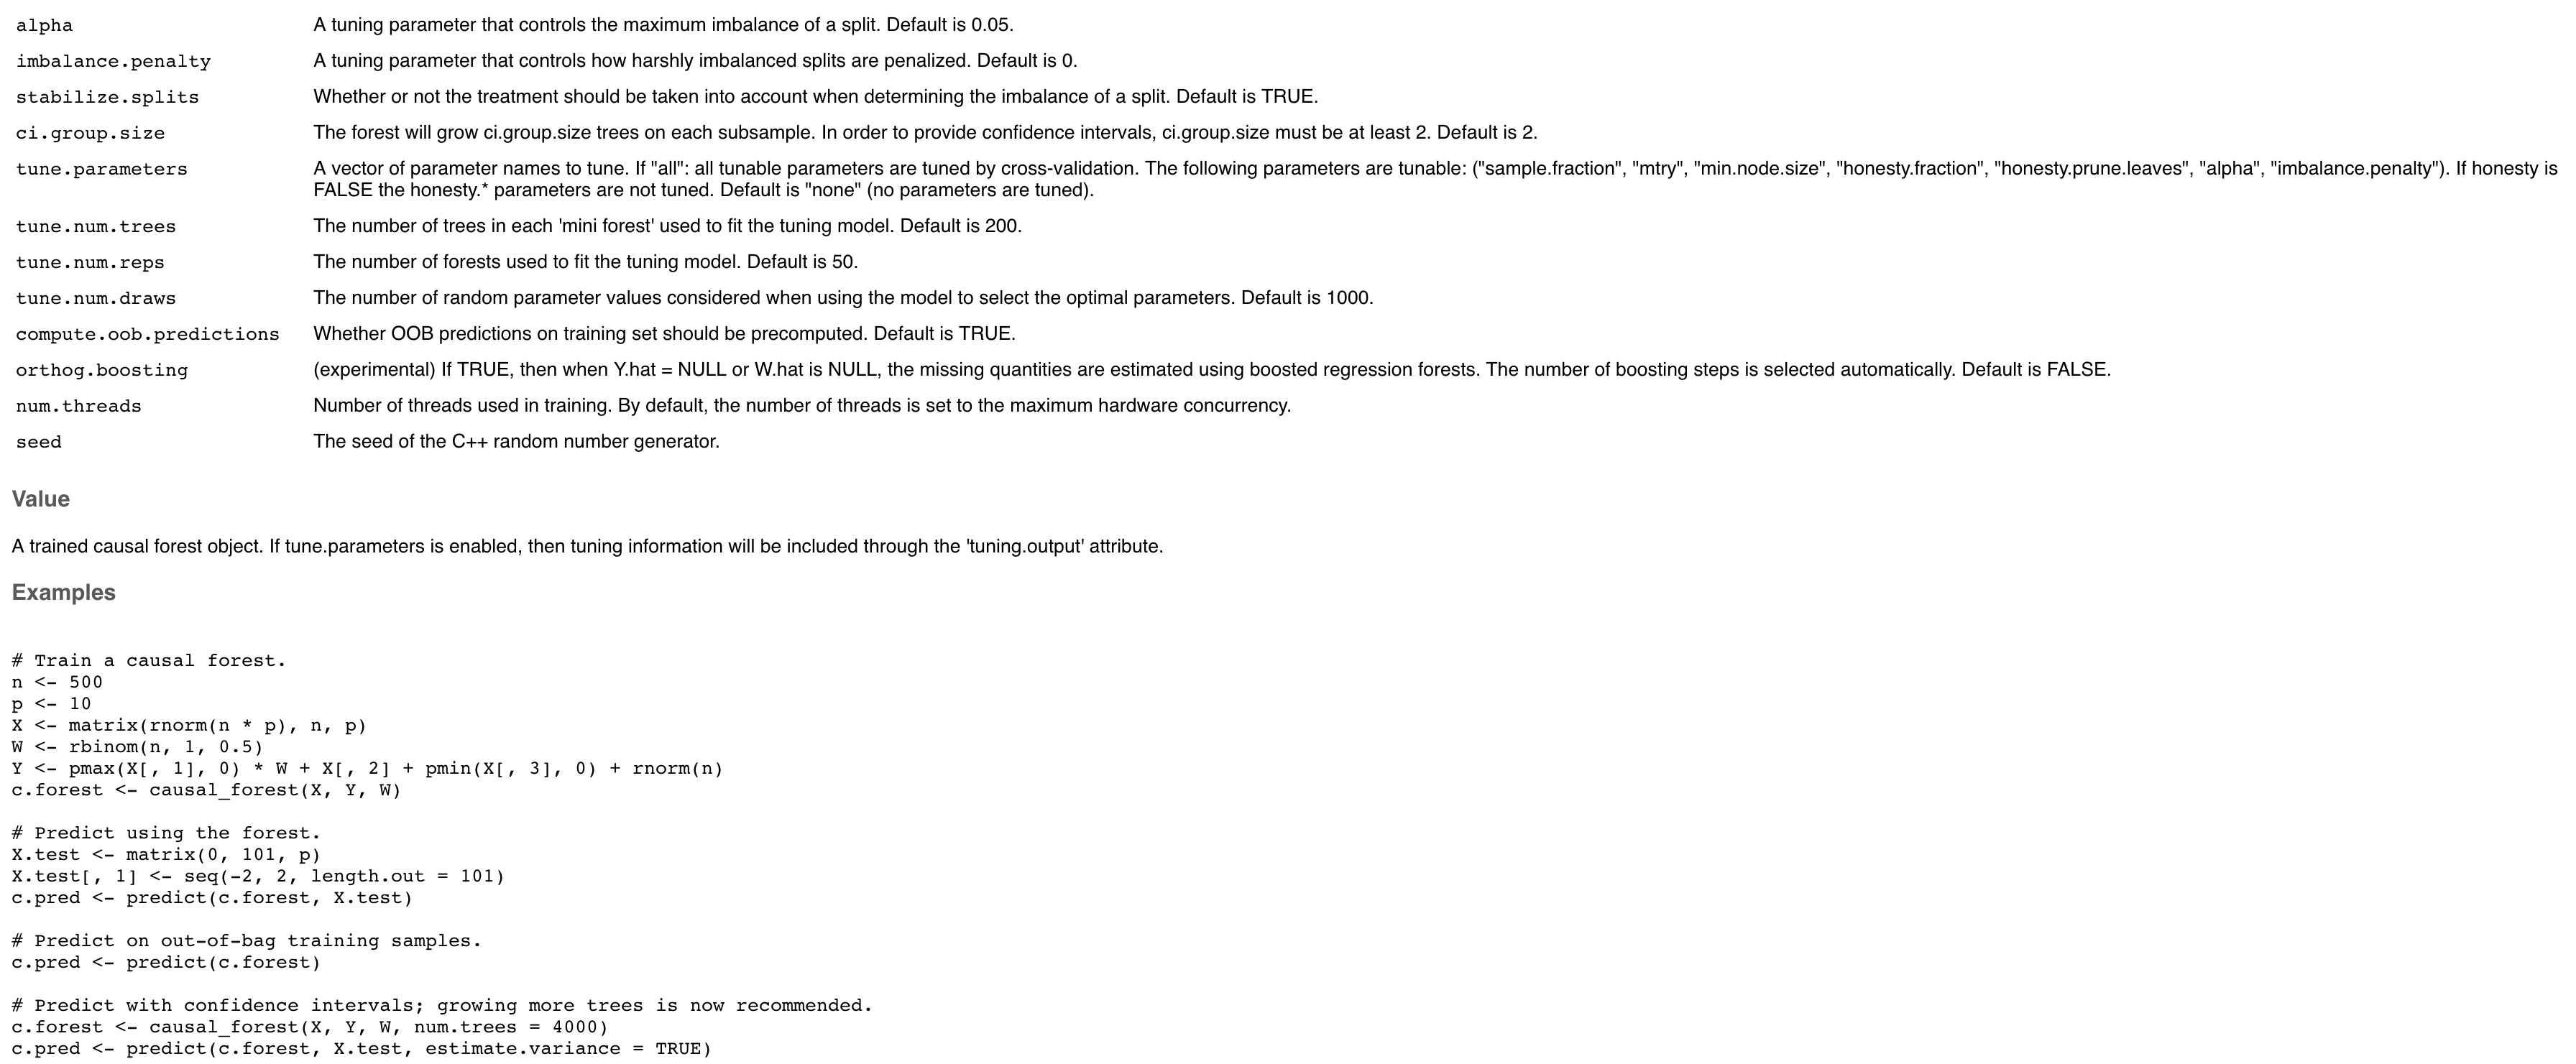 alpha A tuning parameter that controls the maximum imbalance of a split. Default is 0.05.
imbalance.penalty A tuning parameter that controls how harshly imbalanced splits are penalized. Default is 0.
stabilize.splits Whether or not the treatment should be taken into account when determining the imbalance of a split. Default is TRUE.
ci.group.size The forest will grow ci.group.size trees on each subsample. In order to provide confidence intervals, ci.group.size must be at least 2. Default is 2.
tune.parameters A vector of parameter names to tune. If "all": all tunable parameters are tuned by cross-validation. The following parameters are tunable: ("sample.fraction", "mtry", "min.node.size", "honesty.fraction", "honesty.prune.leaves", "alpha", "imbalance.penalty"). If honesty is
FALSE the honesty.* parameters are not tuned. Default is "none" (no parameters are tuned).
tune.num.trees The number of trees in each 'mini forest' used to fit the tuning model. Default is 200.
tune.num.reps The number of forests used to fit the tuning model. Default is 50.
tune.num.draws The number of random parameter values considered when using the model to select the optimal parameters. Default is 1000.
compute.oob.predictions Whether OOB predictions on training set should be precomputed. Default is TRUE.
orthog.boosting (experimental) If TRUE, then when Y.hat = NULL or W.hat is NULL, the missing quantities are estimated using boosted regression forests. The number of boosting steps is selected automatically. Default is FALSE.
num.threads Number of threads used in training. By default, the number of threads is set to the maximum hardware concurrency.
seed The seed of the C++ random number generator.
Value
A trained causal forest object. If tune.parameters is enabled, then tuning information will be included through the 'tuning.output' attribute.
Examples
# Train a causal forest.
n <- 500
p <- 10
X <- matrix(rnorm(n * p), n, p)
W <- rbinom(n, 1, 0.5)
Y <- pmax(X[, 1], 0) * W + X[, 2] + pmin(X[, 3], 0) + rnorm(n)
c.forest <- causal_forest(X, Y, W)
# Predict using the forest.
X.test <- matrix(0, 101, p)
X.test[, 1] <- seq(-2, 2, length.out = 101)
c.pred <- predict(c.forest, X.test)
# Predict on out-of-bag training samples.
c.pred <- predict(c.forest)
# Predict with confidence intervals; growing more trees is now recommended.
c.forest <- causal_forest(X, Y, W, num.trees = 4000)
c.pred <- predict(c.forest, X.test, estimate.variance = TRUE)